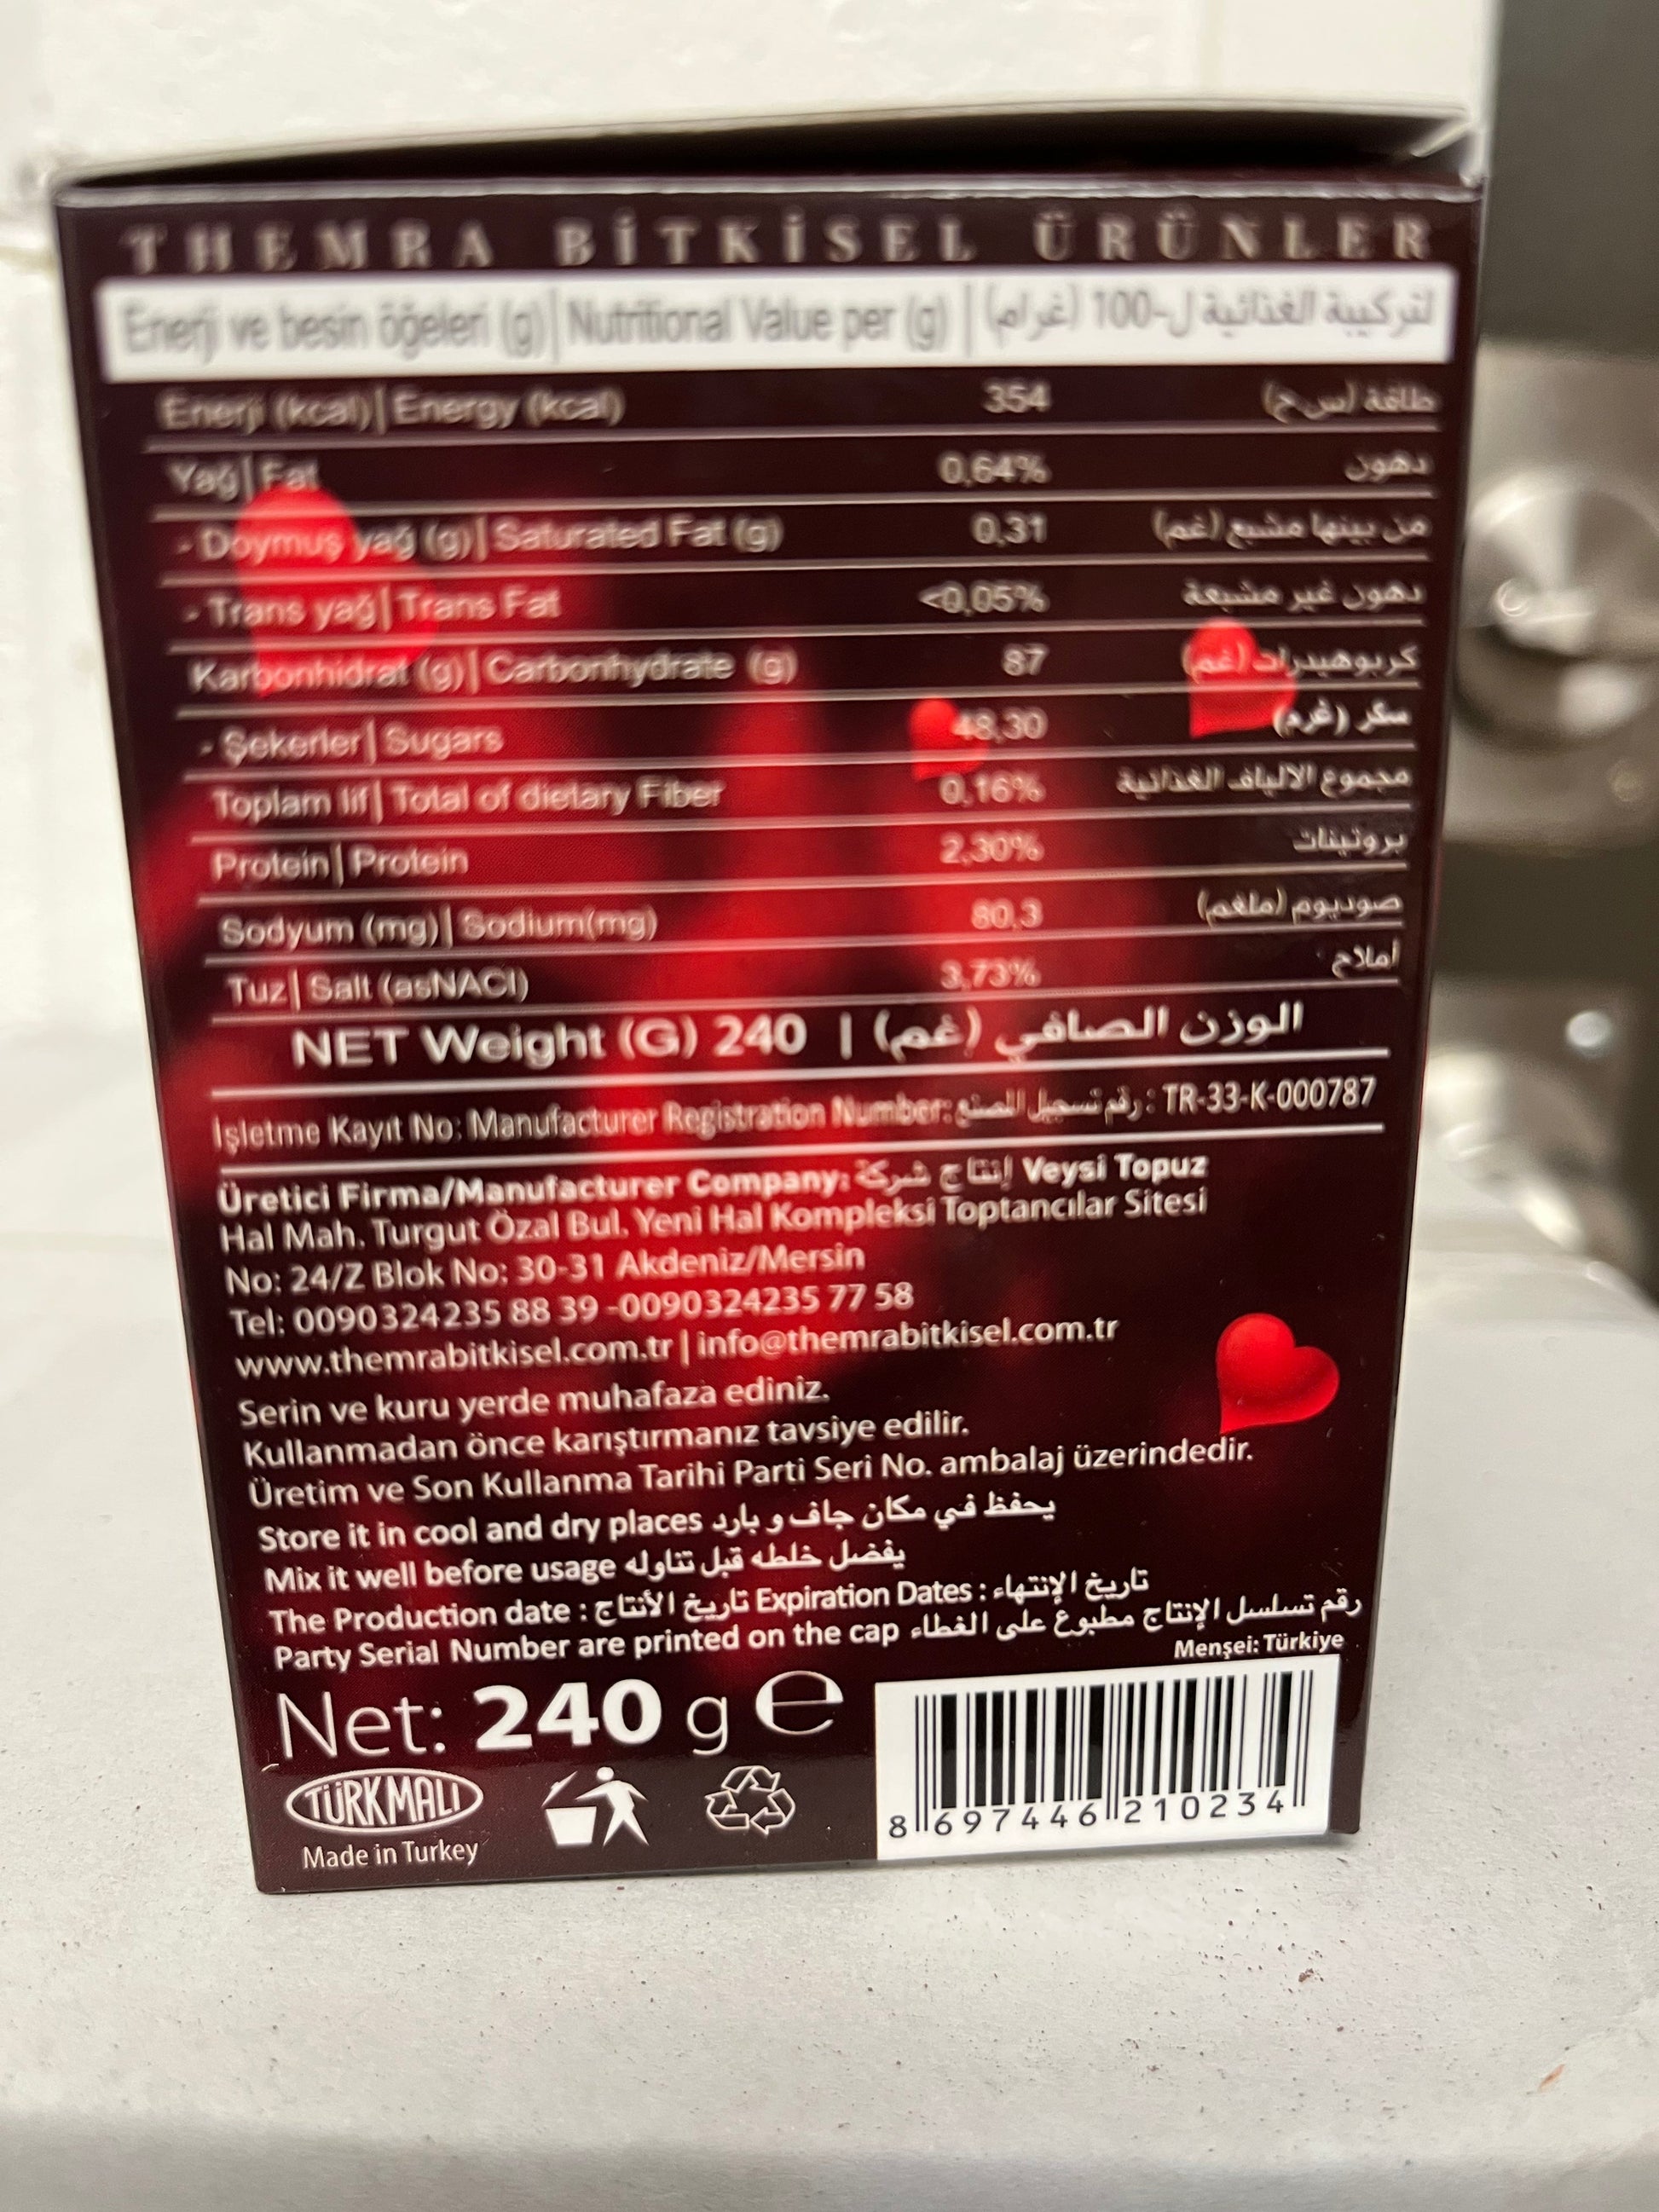 THEMRA BİTKİSEL ÜRÜNLER
Enerji ve besin öğeleri (g) | Nutritional Value per (g) | لتركيبة الغذائية ل-100 (غرام)
Enerji (kcal) | Energy (kcal) 354 طاقة (س.ح)
Yağ | Fat 0,64% دهون
- Doymuş yağ (g) | Saturated Fat (g) 0,31 من بينها مشبع (غم)
- Trans yağ | Trans Fat <0,05% دهون غير مشبعة
Karbonhidrat (g) | Carbonhydrate (g) 87 كربوهيدرات (غم)
- Şekerler | Sugars 48,30 سكر (غرم)
Toplam lif | Total of dietary Fiber 0,16% مجموع الالياف الغذائية
Protein | Protein 2,30% بروتينات
Sodyum (mg) | Sodium(mg) 80,3 صوديوم (ملغم)
Tuz | Salt (asNACI) 3,73% أملاح
NET Weight (G) 240 | الوزن الصافي (غم)
İşletme Kayıt No: Manufacturer Registration Number: رقم تسجيل المصنع : TR-33-K-000787
Üretici Firma/Manufacturer Company: إنتاج شركة Veysi Topuz
Hal Mah. Turgut Özal Bul. Yeni Hal Kompleksi Toptancılar Sitesi
No: 24/Z Blok No: 30-31 Akdeniz/Mersin
Tel: 0090324235 88 39 -0090324235 77 58
www.themrabitkisel.com.tr | info@themrabitkisel.com.tr
Serin ve kuru yerde muhafaza ediniz.
Kullanmadan önce karıştırmanız tavsiye edilir.
Üretim ve Son Kullanma Tarihi Parti Seri No. ambalaj üzerindedir.
Store it in cool and dry places يحفظ في مكان جاف و بارد
Mix it well before usage يفضل خلطه قبل تناوله
The Production date : تاريخ الأنتاج Expiration Dates : تاريخ الإنتهاء
Party Serial Number are printed on the cap رقم تسلسل الإنتاج مطبوع على الغطاء
Menşei: Türkiye
Net: 240 g e
TÜRK MALI
Made in Turkey
8 697446 210234